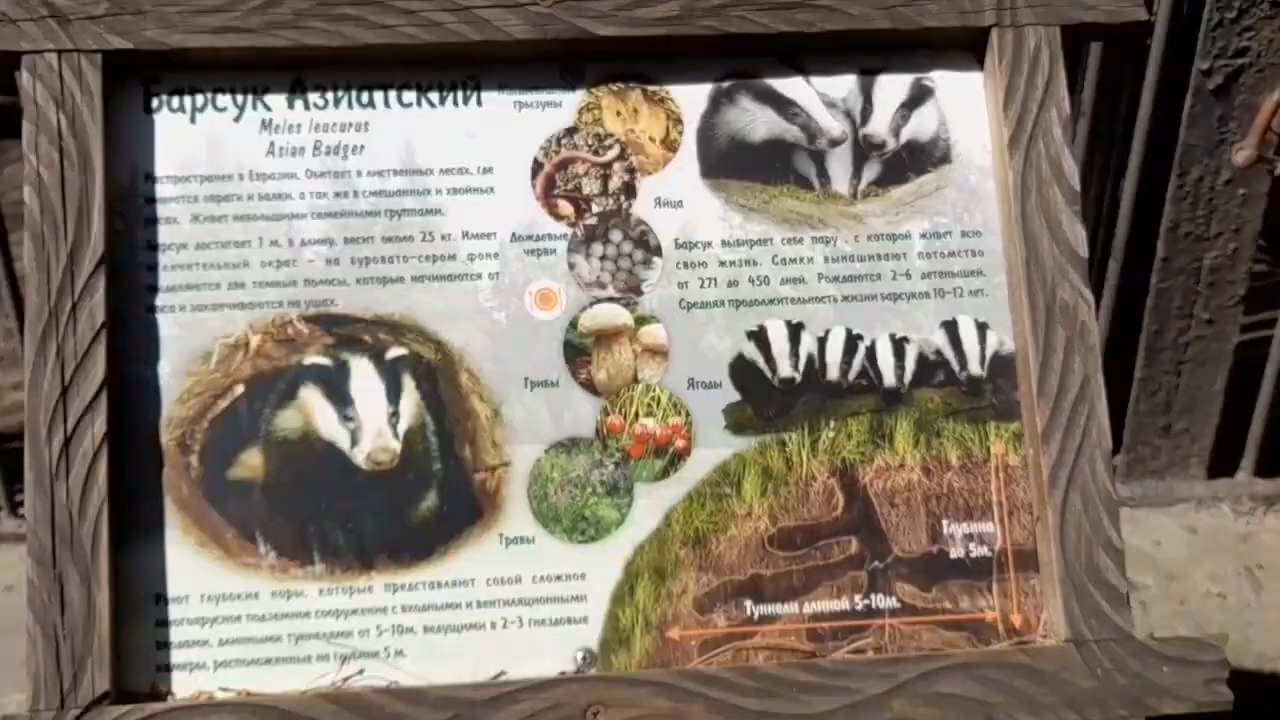 Барсук Азиатский
Meles leucurus
Asian Badger
Распространен в Евразии. Обитает в лиственных лесах, где
имеются овраги и балки, а так же в смешанных и хвойных
лесах. Живет небольшими семейными группами.
Барсук достигает 1 м. в длину, весит около 25 кг. Имеет
отличительный окрас - на буровато-сером фоне
выделяются две темные полосы, которые начинаются от
носа и заканчиваются на ушах.
грызуны
Яйца
Дождевые
черви
Грибы
Ягоды
Травы
Барсук выбирает себе пару , с которой живет всю
свою жизнь. Самки вынашивают потомство
от 271 до 450 дней. Рождаются 2-6 детенышей.
Средняя продолжительность жизни барсуков 10-12 лет.
Роют глубокие норы, которые представляют собой сложное
многоярусное подземное сооружение с входными и вентиляционными
входами, длинными туннелями от 5-10м, ведущими в 2-3 гнездовые
камеры, расположенные на глубине 5 м.
Глубина
до 5м.
Туннели длиной 5-10м.